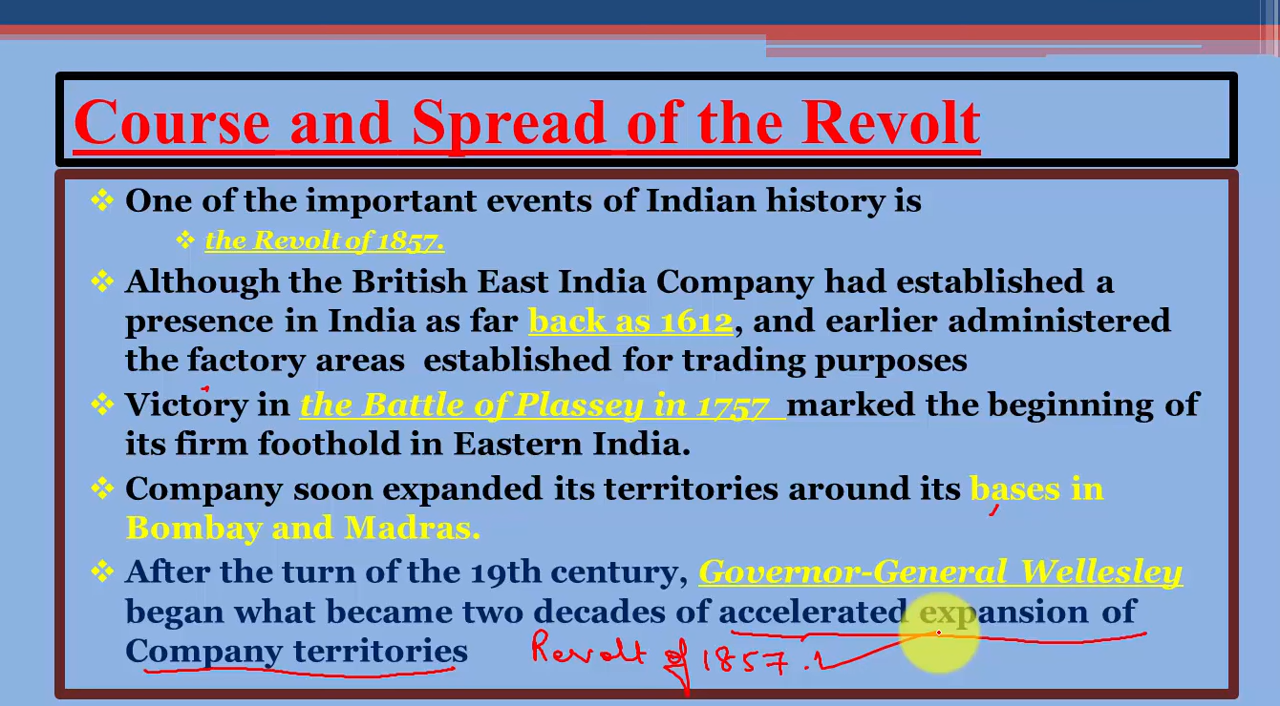 Course and Spread of the Revolt
One of the important events of Indian history is
the Revolt of 1857.
Although the British East India Company had established a
presence in India as far back as 1612, and earlier administered
the factory areas established for trading purposes
Victory in the Battle of Plassey in 1757 marked the beginning of
its firm foothold in Eastern India.
Company soon expanded its territories around its bases in
Bombay and Madras.
After the turn of the 19th century, Governor-General Wellesley
began what became two decades of accelerated expansion of
Company territories
Revolt of 1857.